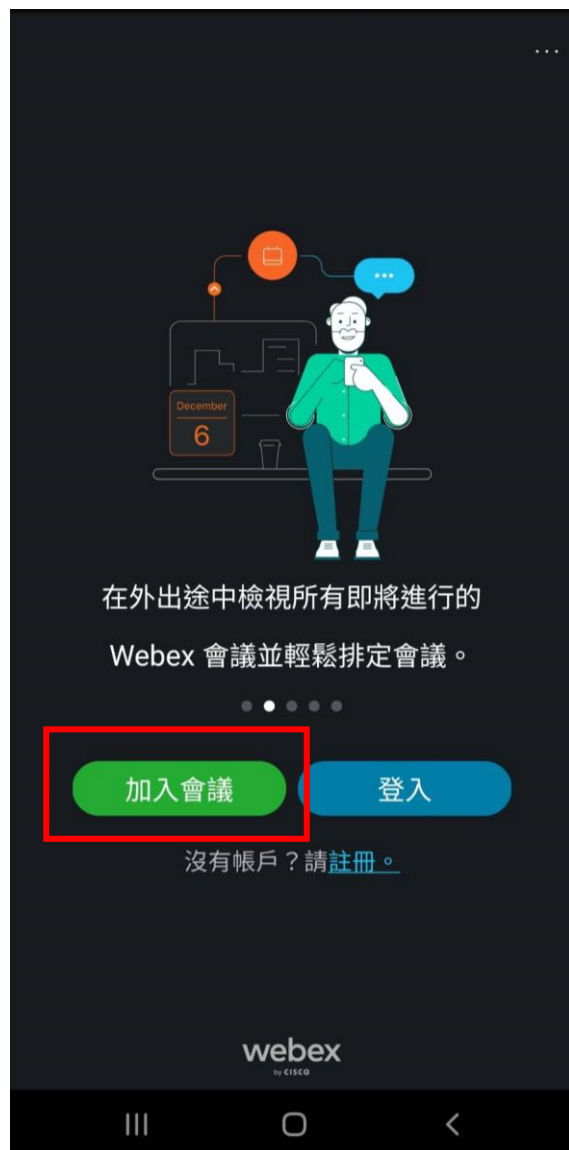 December
6
在外出途中檢視所有即將進行的
Webex 會議並輕鬆排定會議。
加入會議
登入
沒有帳戶？請註冊。
webex
by CISCO